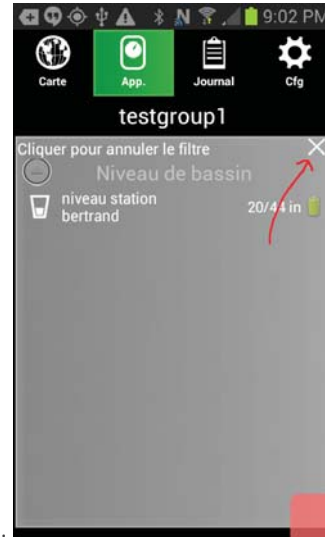 9:02 PM
Carte App. Journal Cfg
testgroup1
Cliquer pour annuler le filtre
Niveau de bassin
niveau station
bertrand
20/44 in